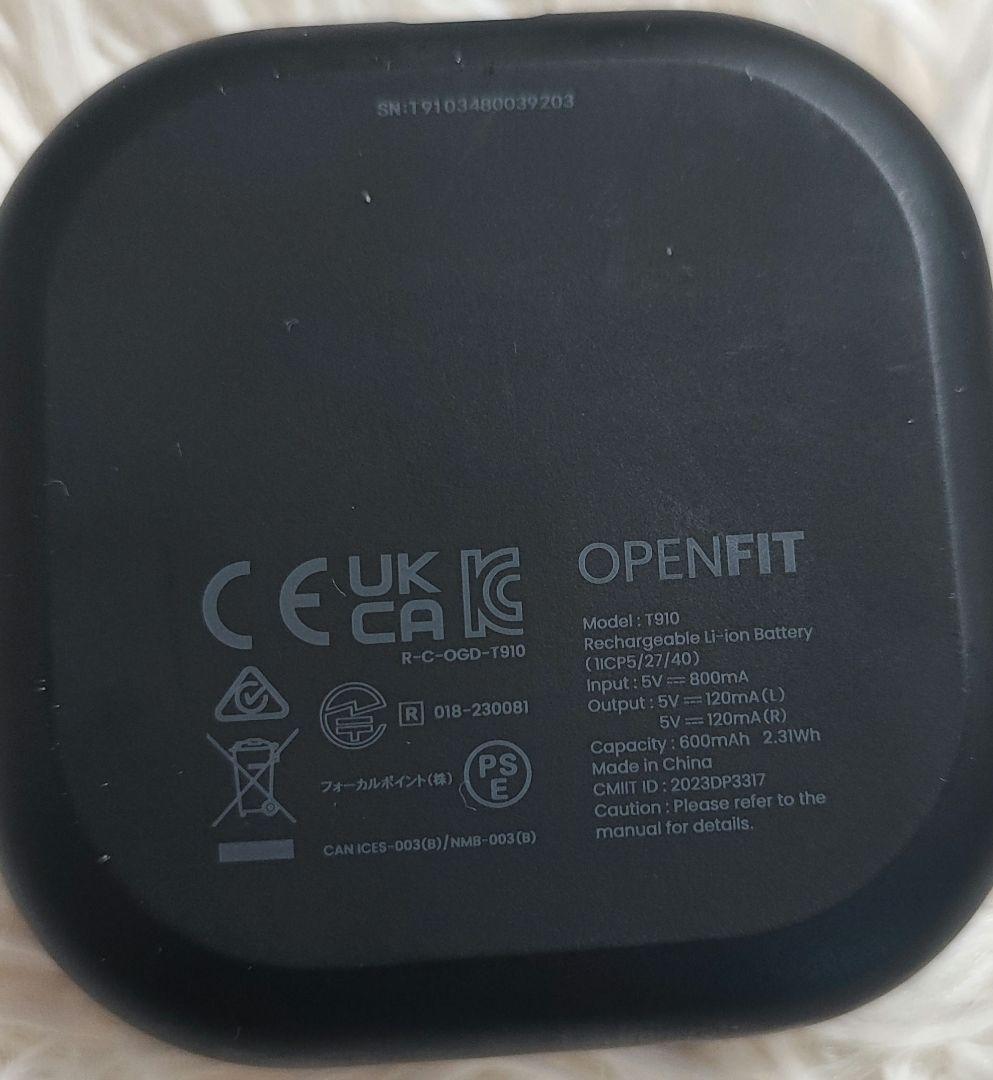 SN:T9103480039203
CE UK CA KC
R-C-OGD-T910
R 018-230081
フォーカルポイント(株) PS E
CAN ICES-003(B)/NMB-003(B)
OPENFIT
Model : T910
Rechargeable Li-ion Battery
(1ICP5/27/40)
Input : 5V ⎓ 800mA
Output : 5V ⎓ 120mA(L)
5V ⎓ 120mA(R)
Capacity : 600mAh 2.31Wh
Made in China
CMIIT ID : 2023DP3317
Caution : Please refer to the
manual for details.